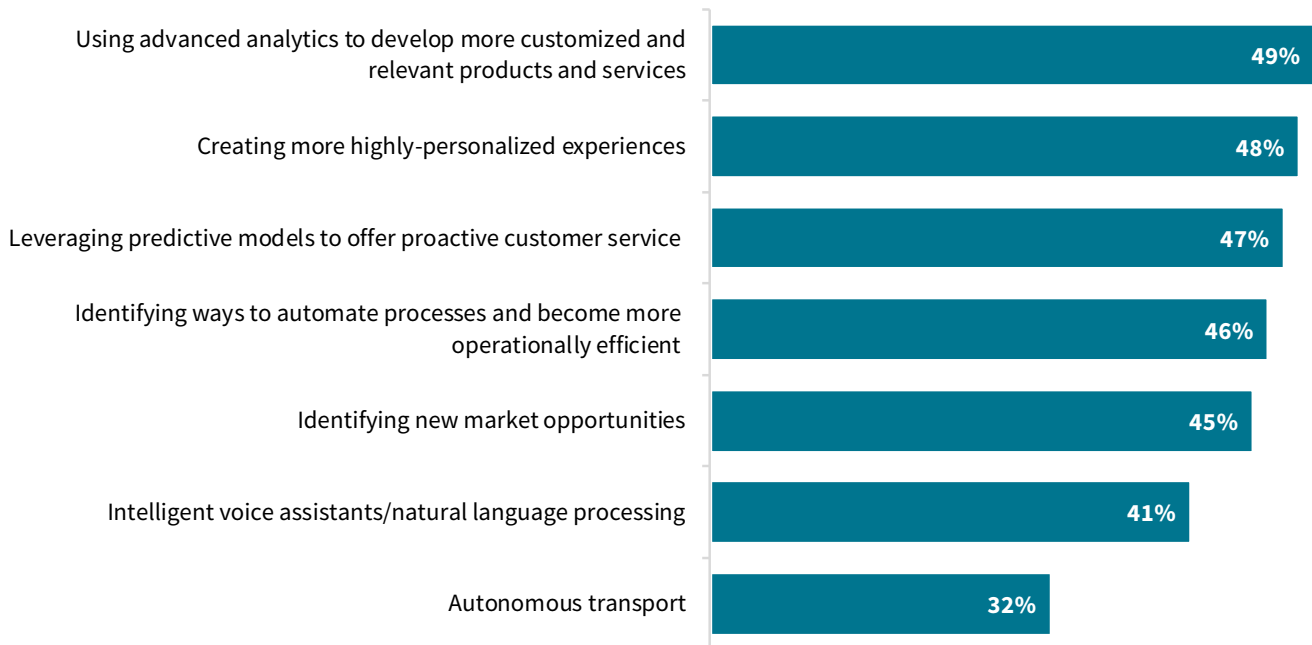 Using advanced analytics to develop more customized and
relevant products and services
49%
Creating more highly-personalized experiences
48%
Leveraging predictive models to offer proactive customer service
47%
Identifying ways to automate processes and become more
operationally efficient
46%
Identifying new market opportunities
45%
Intelligent voice assistants/natural language processing
41%
Autonomous transport
32%